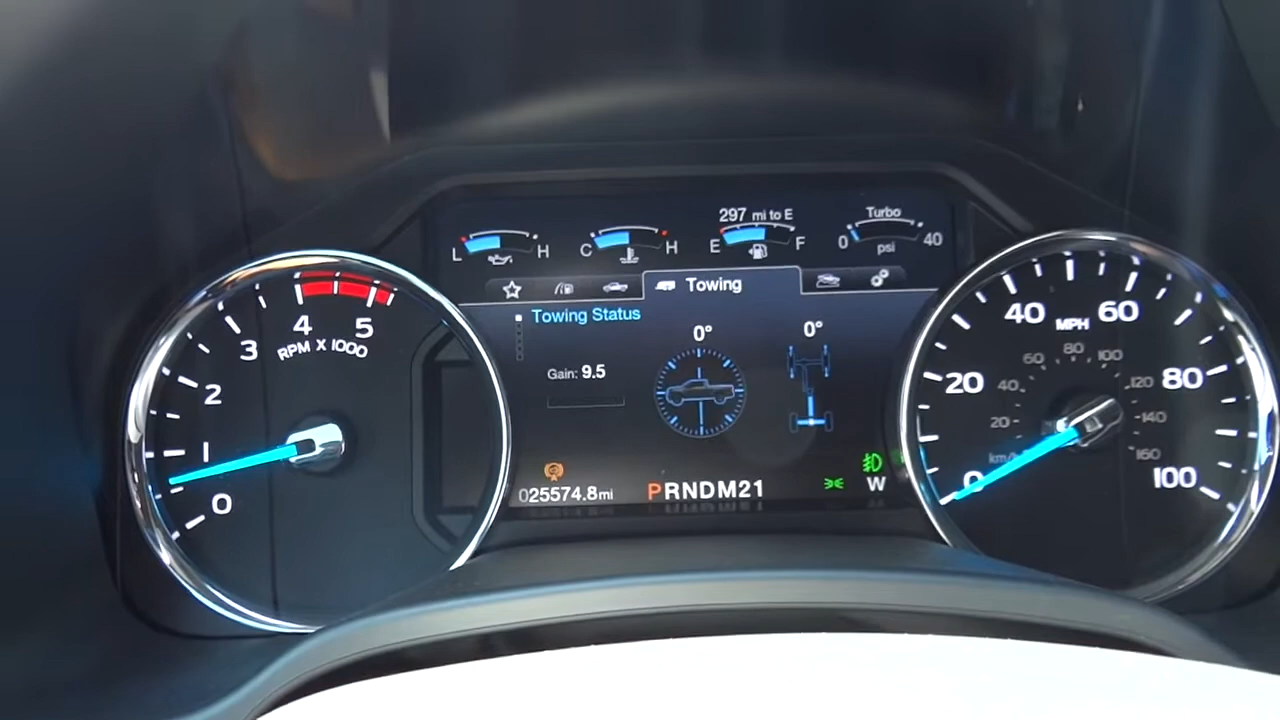 297 mi to E
Turbo
L H
C H
E F
0 40
psi
Towing
Towing Status
0°
0°
Gain: 9.5
025574.8mi
PRNDM21
W
0
1
2
3
4
5
RPM X 1000
0
20
40
60
80
100
MPH
20
40
60
80
100
120
140
160
km/h